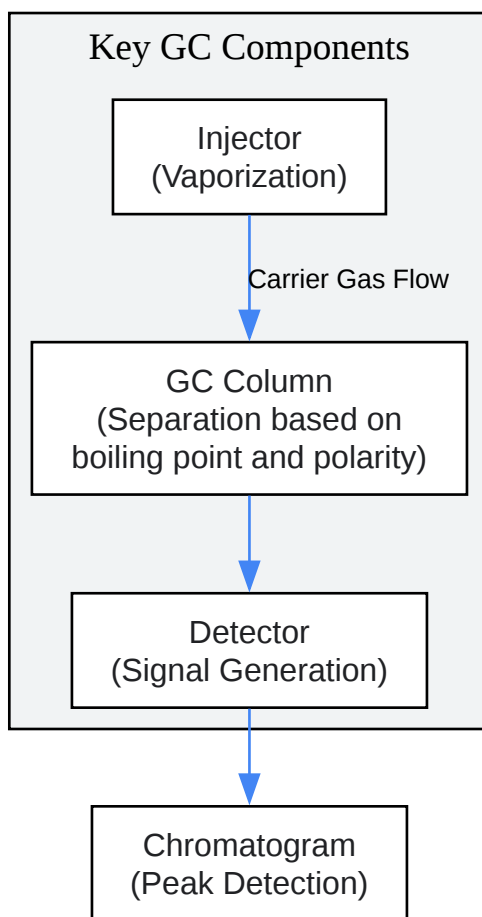 Key GC Components
Injector
(Vaporization)
Carrier Gas Flow
GC Column
(Separation based on
boiling point and polarity)
Detector
(Signal Generation)
Chromatogram
(Peak Detection)